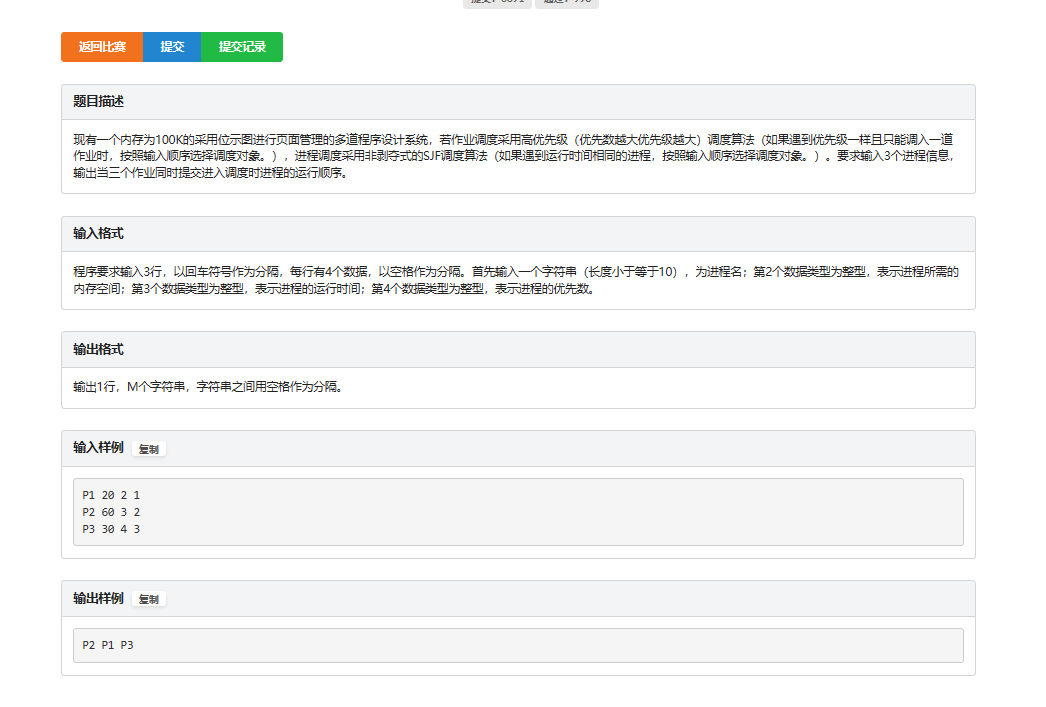 返回比赛 提交 提交记录
题目描述
现有一个内存为100K的采用位示图进行页面管理的多道程序设计系统，若作业调度采用高优先级（优先数越大优先级越大）调度算法（如果遇到优先级一样且只能调入一道
作业时，按照输入顺序选择调度对象。），进程调度采用非剥夺式的SJF调度算法（如果遇到运行时间相同的进程，按照输入顺序选择调度对象。）。要求输入3个进程信息，
输出当三个作业同时提交进入调度时进程的运行顺序。
输入格式
程序要求输入3行，以回车符号作为分隔，每行有4个数据，以空格作为分隔。首先输入一个字符串（长度小于等于10），为进程名；第2个数据类型为整型，表示进程所需的
内存空间；第3个数据类型为整型，表示进程的运行时间；第4个数据类型为整型，表示进程的优先数。
输出格式
输出1行，M个字符串，字符串之间用空格作为分隔。
输入样例 复制
P1 20 2 1
P2 60 3 2
P3 30 4 3
输出样例 复制
P2 P1 P3